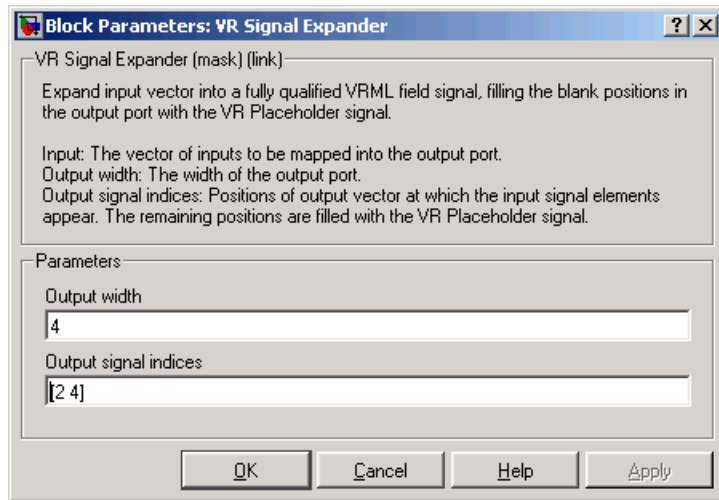 Block Parameters: VR Signal Expander
VR Signal Expander (mask) (link)
Expand input vector into a fully qualified VRML field signal, filling the blank positions in
the output port with the VR Placeholder signal.
Input: The vector of inputs to be mapped into the output port.
Output width: The width of the output port.
Output signal indices: Positions of output vector at which the input signal elements
appear. The remaining positions are filled with the VR Placeholder signal.
Parameters
Output width
4
Output signal indices
[2 4]
OK Cancel Help Apply